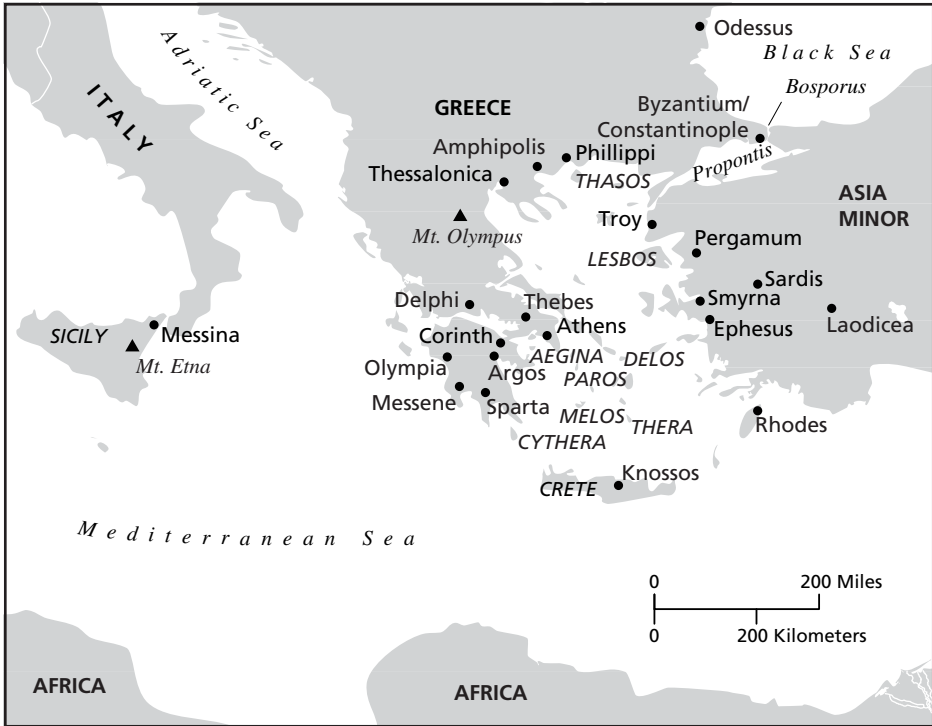 Odessus
Black Sea
Adriatic Sea
ITALY
Bosporus
GREECE
Byzantium/
Constantinople
Amphipolis
Phillippi
Propontis
Thessalonica
THASOS
ASIA
MINOR
Troy
Mt. Olympus
Pergamum
LESBOS
Sardis
Delphi
Thebes
Smyrna
SICILY
Messina
Corinth
Athens
Ephesus
Laodicea
Mt. Etna
Olympia
Argos
AEGINA
DELOS
PAROS
Messene
Sparta
MELOS
THERA
Rhodes
CYTHERA
Knossos
CRETE
Mediterranean Sea
0 200 Miles
0 200 Kilometers
AFRICA
AFRICA